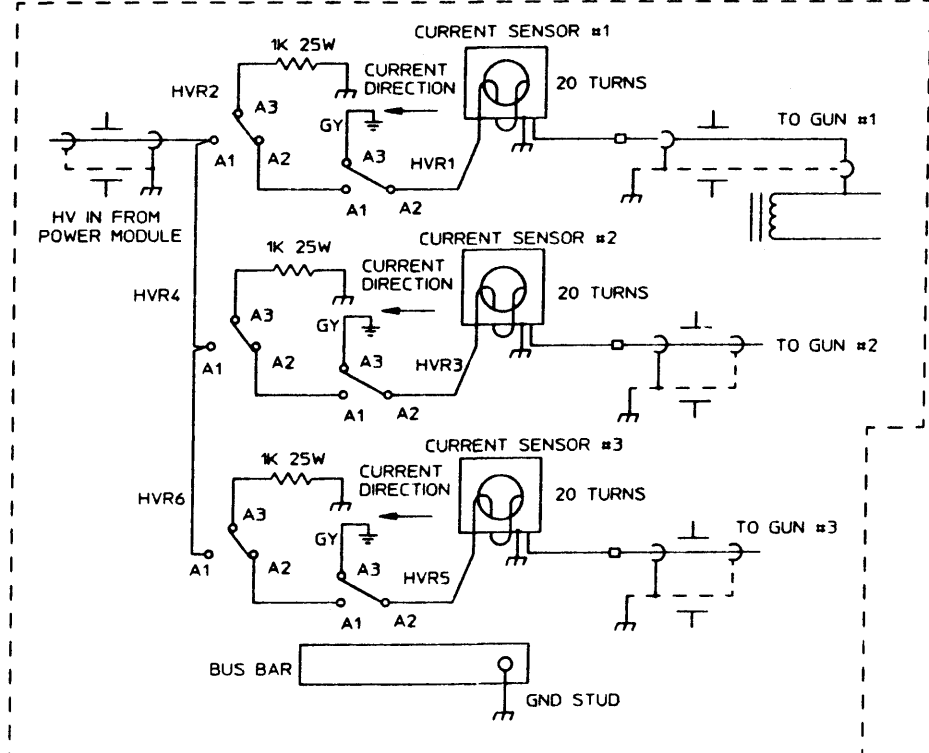 CURRENT SENSOR #1
1K 25W
CURRENT
DIRECTION
20 TURNS
HVR2
A3
GY
TO GUN #1
A1
A2
A3
HVR1
A1
A2
HV IN FROM
POWER MODULE
CURRENT SENSOR #2
1K 25W
CURRENT
DIRECTION
20 TURNS
HVR4
A3
GY
TO GUN #2
A1
A2
A3
HVR3
A1
A2
CURRENT SENSOR #3
1K 25W
CURRENT
DIRECTION
20 TURNS
HVR6
A3
GY
TO GUN #3
A1
A2
A3
HVR5
A1
A2
BUS BAR
GND STUD